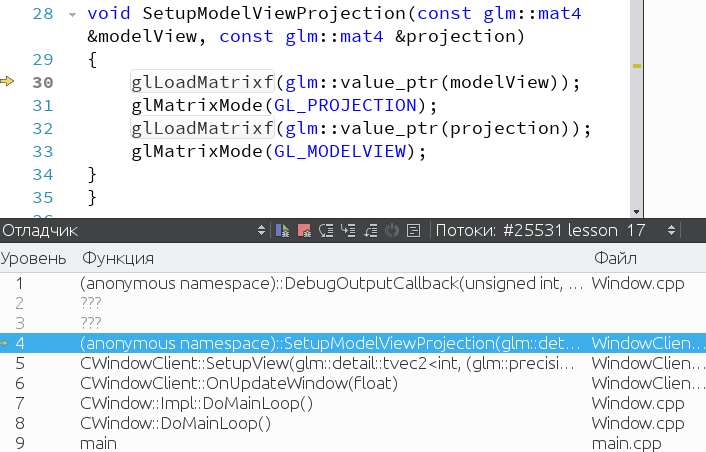 28 void SetupModelViewProjection(const glm::mat4
&modelView, const glm::mat4 &projection)
29 {
30 glLoadMatrixf(glm::value_ptr(modelView));
31 glMatrixMode(GL_PROJECTION);
32 glLoadMatrixf(glm::value_ptr(projection));
33 glMatrixMode(GL_MODELVIEW);
34 }
35 }
Отладчик Потоки: #25531 lesson_17
Уровень Функция Файл
1 (anonymous namespace)::DebugOutputCallback(unsigned int, ... Window.cpp
2 ???
3 ???
4 (anonymous namespace)::SetupModelViewProjection(glm::det... WindowClien...
5 CWindowClient::SetupView(glm::detail::tvec2<int, (glm::precisi... WindowClien...
6 CWindowClient::OnUpdateWindow(float) WindowClien...
7 CWindow::Impl::DoMainLoop() Window.cpp
8 CWindow::DoMainLoop() Window.cpp
9 main main.cpp